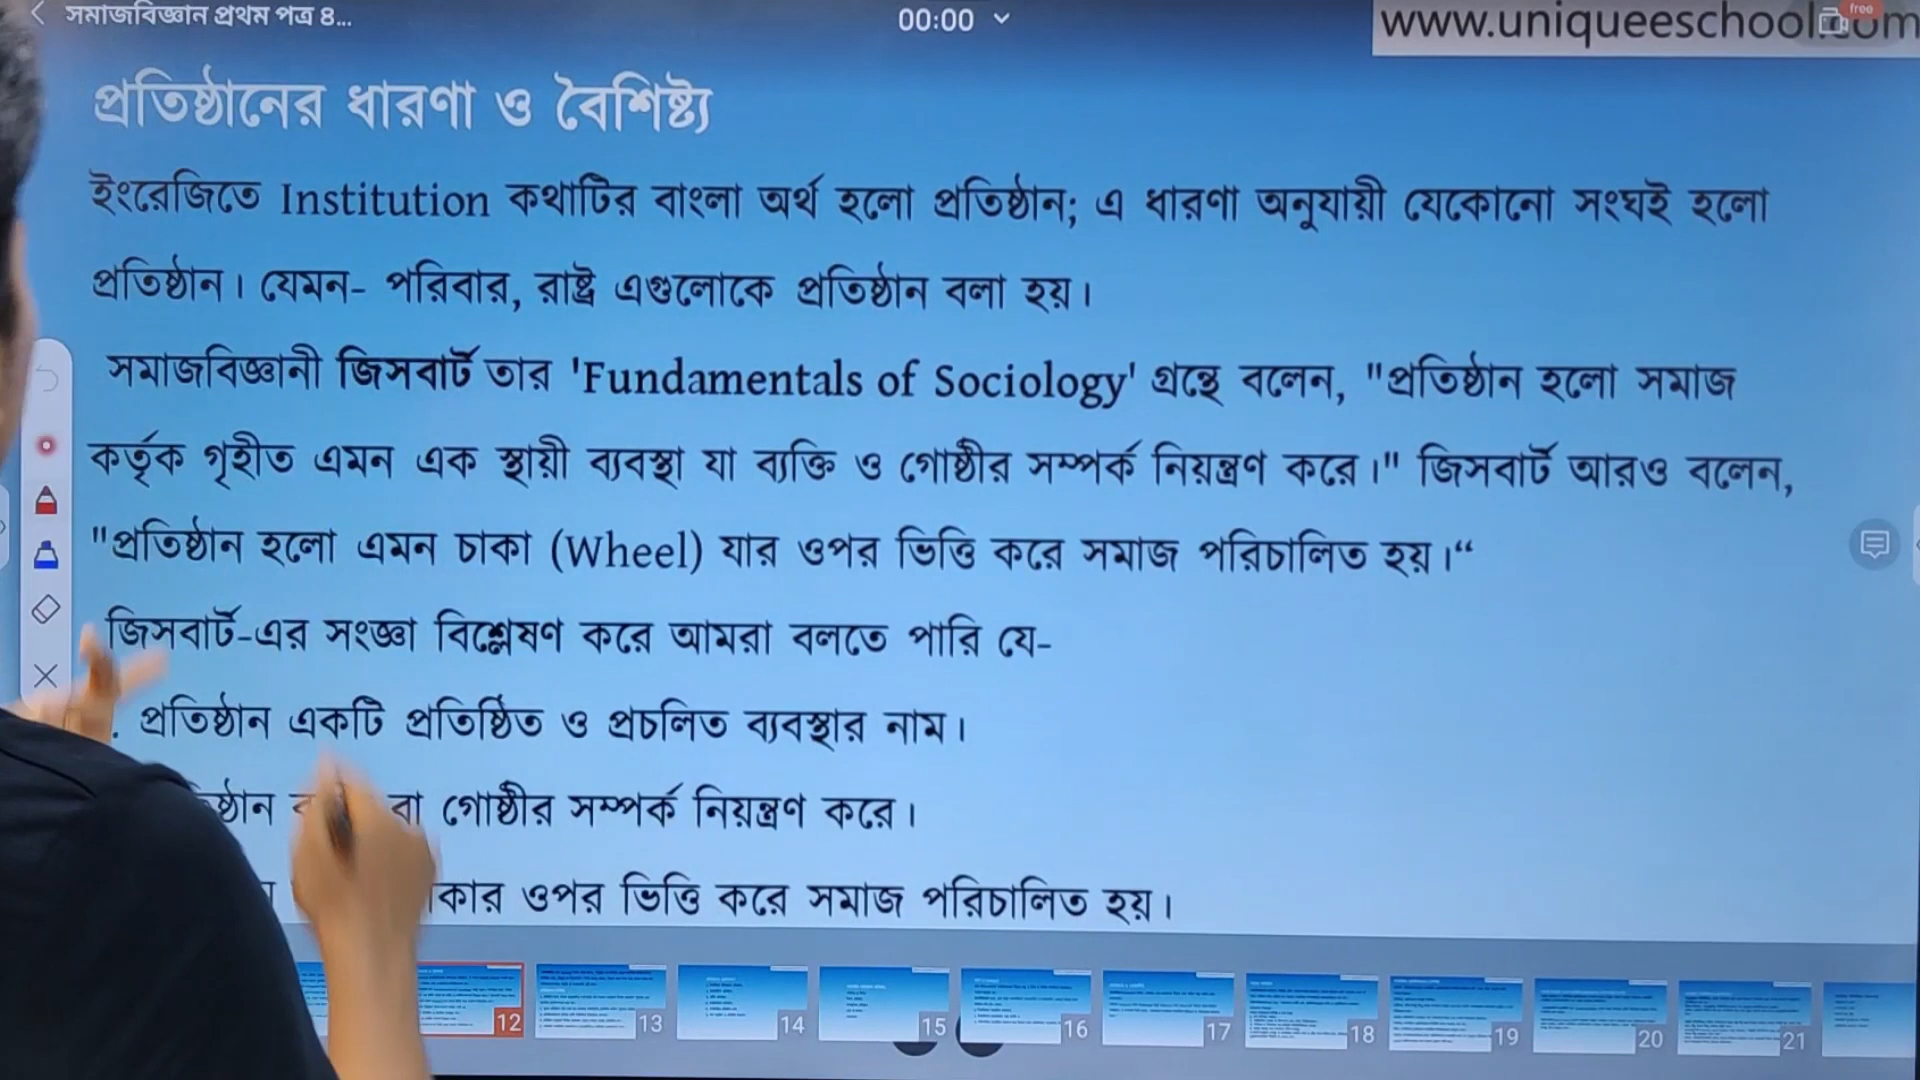 সমাজবিজ্ঞান প্রথম পত্র ৪...
00:00
www.uniqueeschool.com
free
প্রতিষ্ঠানের ধারণা ও বৈশিষ্ট্য
ইংরেজিতে Institution কথাটির বাংলা অর্থ হলো প্রতিষ্ঠান; এ ধারণা অনুযায়ী যেকোনো সংঘই হলো
প্রতিষ্ঠান। যেমন- পরিবার, রাষ্ট্র এগুলোকে প্রতিষ্ঠান বলা হয়।
সমাজবিজ্ঞানী জিসবার্ট তার 'Fundamentals of Sociology' গ্রন্থে বলেন, "প্রতিষ্ঠান হলো সমাজ
কর্তৃক গৃহীত এমন এক স্থায়ী ব্যবস্থা যা ব্যক্তি ও গোষ্ঠীর সম্পর্ক নিয়ন্ত্রণ করে।" জিসবার্ট আরও বলেন,
"প্রতিষ্ঠান হলো এমন চাকা (Wheel) যার ওপর ভিত্তি করে সমাজ পরিচালিত হয়।“
জিসবার্ট-এর সংজ্ঞা বিশ্লেষণ করে আমরা বলতে পারি যে-
প্রতিষ্ঠান একটি প্রতিষ্ঠিত ও প্রচলিত ব্যবস্থার নাম।
বা গোষ্ঠীর সম্পর্ক নিয়ন্ত্রণ করে।
ওপর ভিত্তি করে সমাজ পরিচালিত হয়।
12 13 14 15 16 17 18 19 20 21